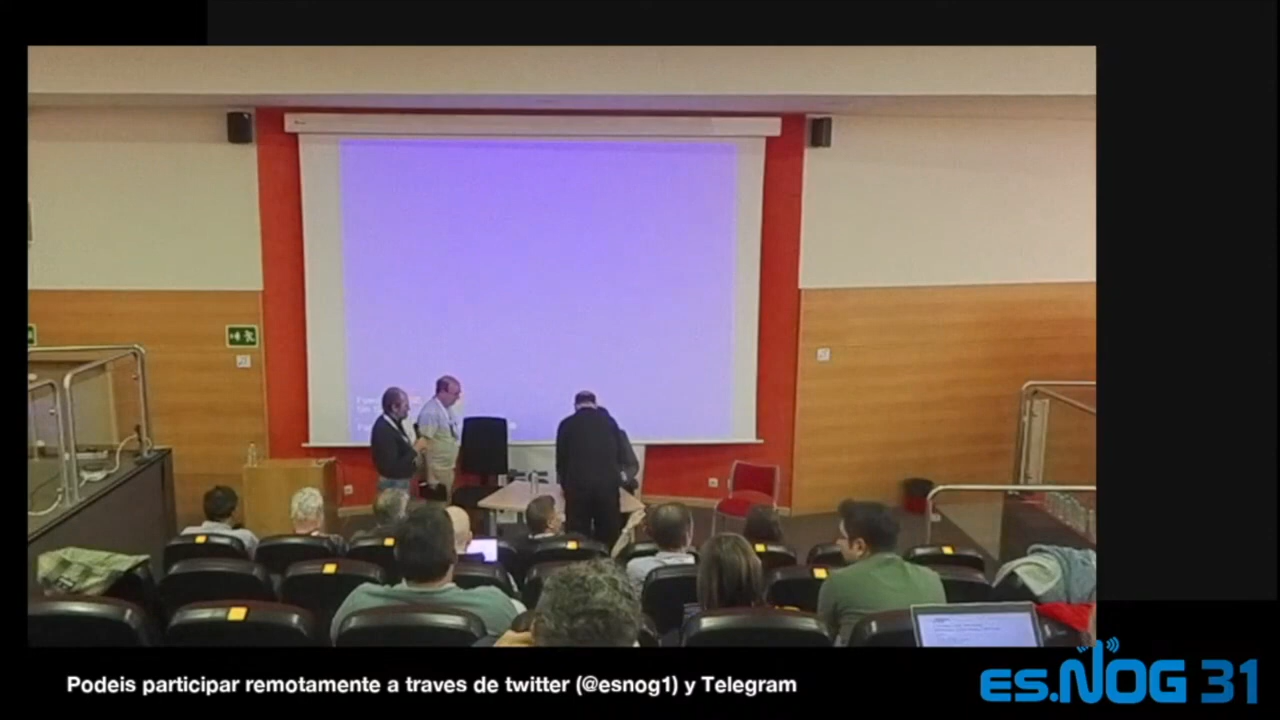 Podeis participar remotamente a traves de twitter (@esnog1) y Telegram
es.NOG 31